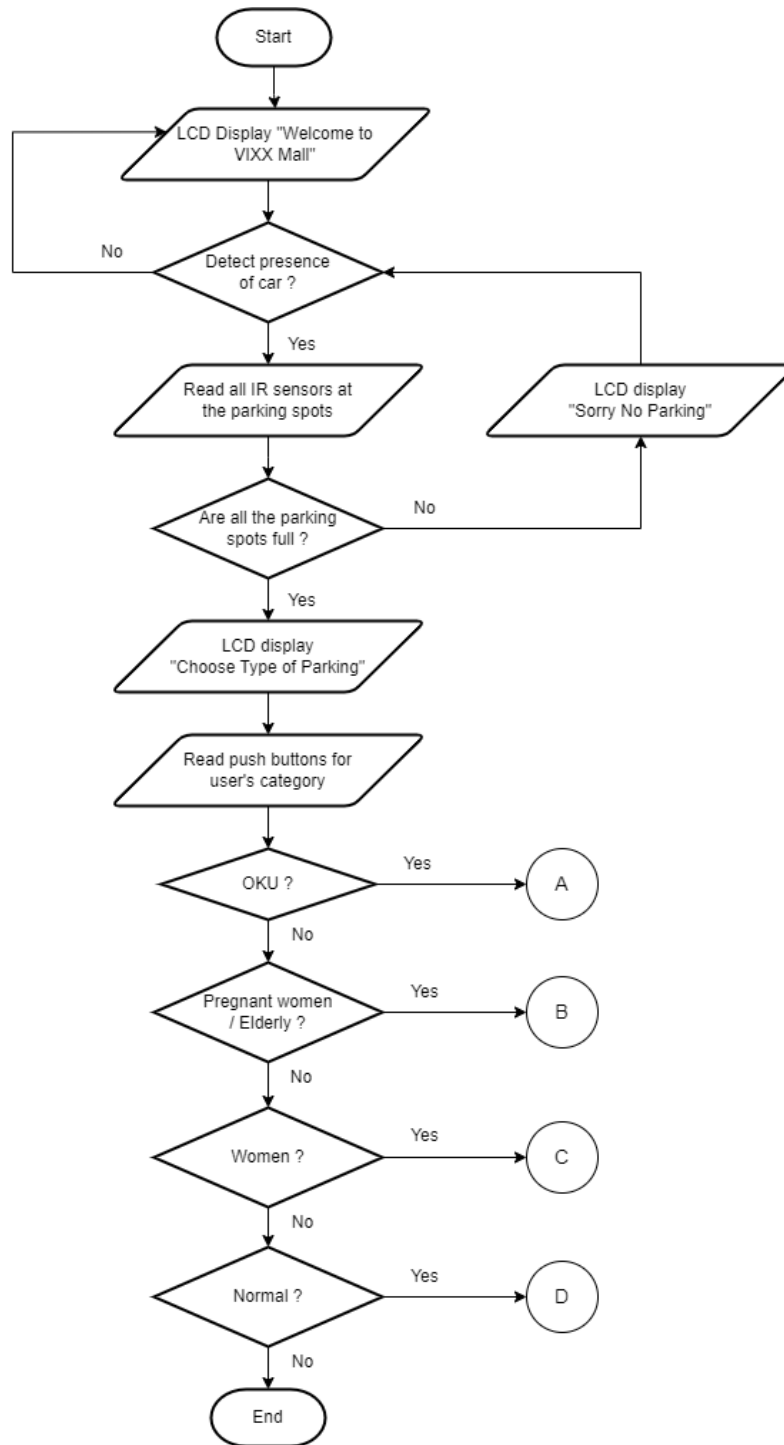 Start
LCD Display "Welcome to
VIXX Mall"
No
Detect presence
of car ?
Yes
Read all IR sensors at
the parking spots
LCD display
"Sorry No Parking"
Are all the parking
spots full ?
No
Yes
LCD display
"Choose Type of Parking"
Read push buttons for
user's category
OKU ?
Yes
A
No
Pregnant women
/ Elderly ?
Yes
B
No
Women ?
Yes
C
No
Normal ?
Yes
D
No
End